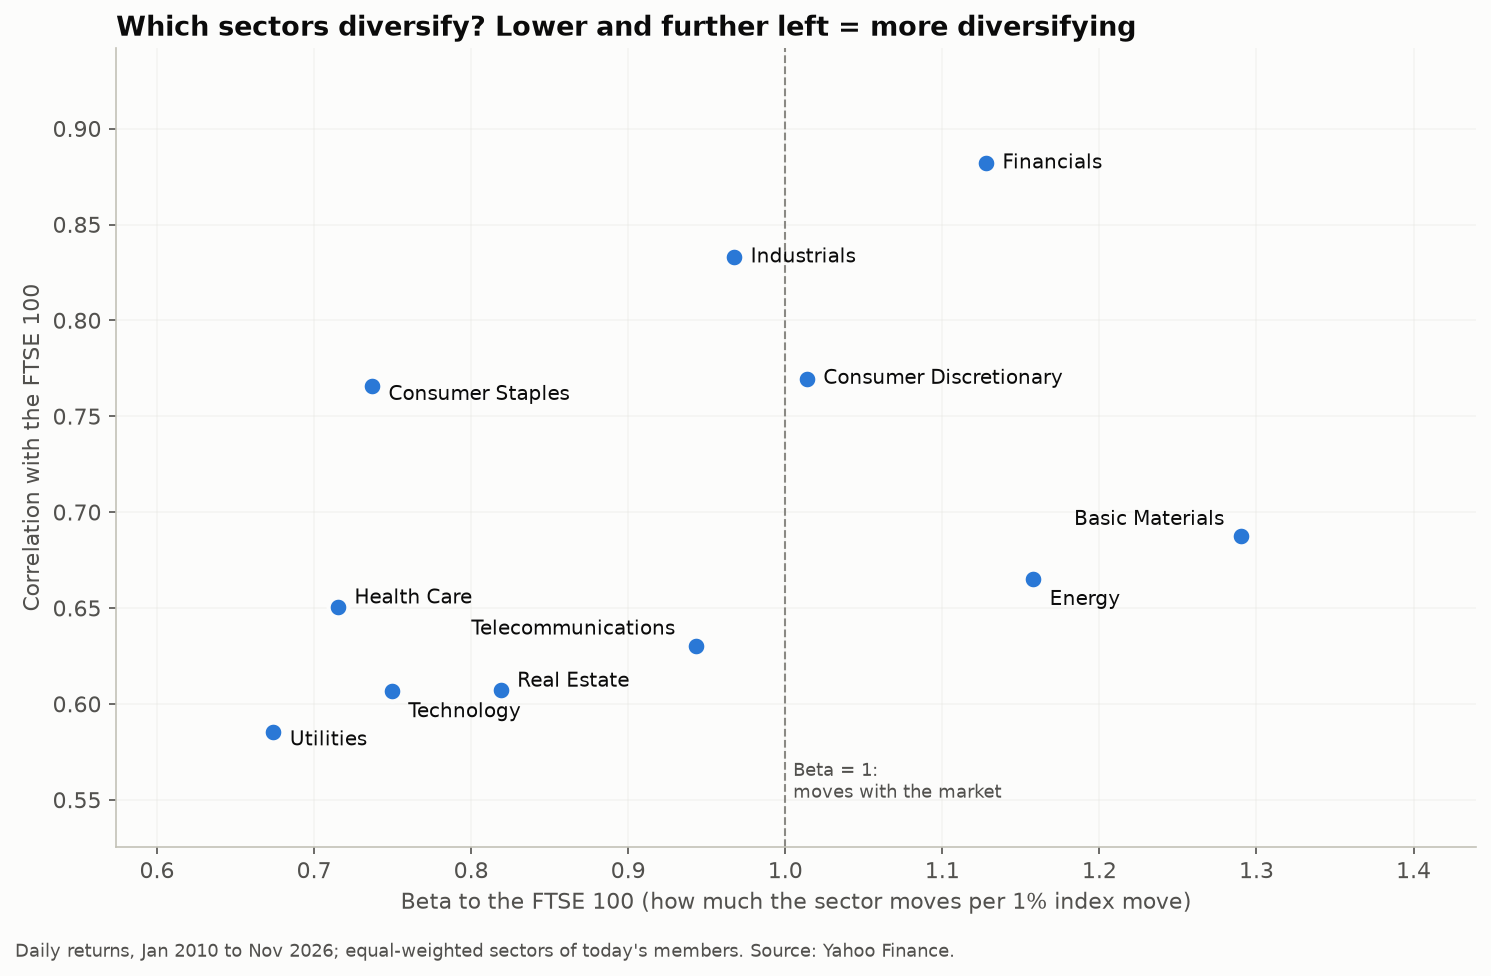 Which sectors diversify? Lower and further left = more diversifying
Correlation with the FTSE 100
0.90
0.85
0.80
0.75
0.70
0.65
0.60
0.55
Financials
Industrials
Consumer Discretionary
Consumer Staples
Basic Materials
Energy
Health Care
Telecommunications
Real Estate
Technology
Utilities
Beta = 1:
moves with the market
0.6 0.7 0.8 0.9 1.0 1.1 1.2 1.3 1.4
Beta to the FTSE 100 (how much the sector moves per 1% index move)
Daily returns, Jan 2010 to Nov 2026; equal-weighted sectors of today's members. Source: Yahoo Finance.